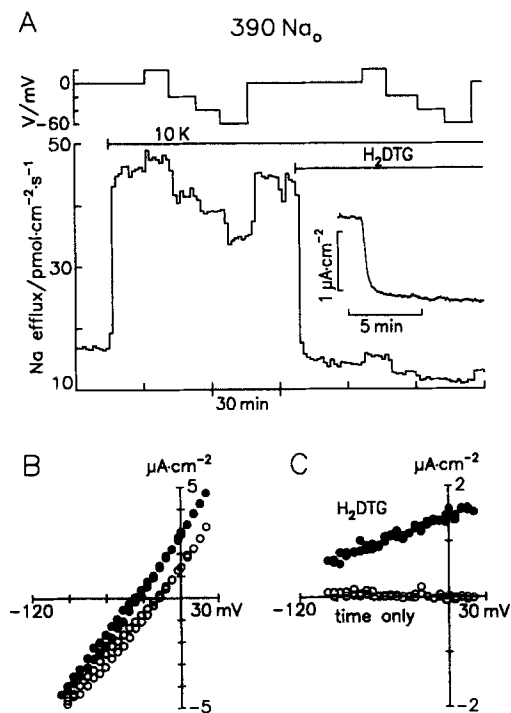 A
390 Na₀
V/mV
0
-60
10 K
H₂DTG
Na efflux/pmol·cm⁻²·s⁻¹
50
30
10
1 μA·cm⁻²
5 min
30 min
B
μA·cm⁻²
5
-120
30 mV
-5
C
μA·cm⁻²
2
H₂DTG
-120
time only
30 mV
-2